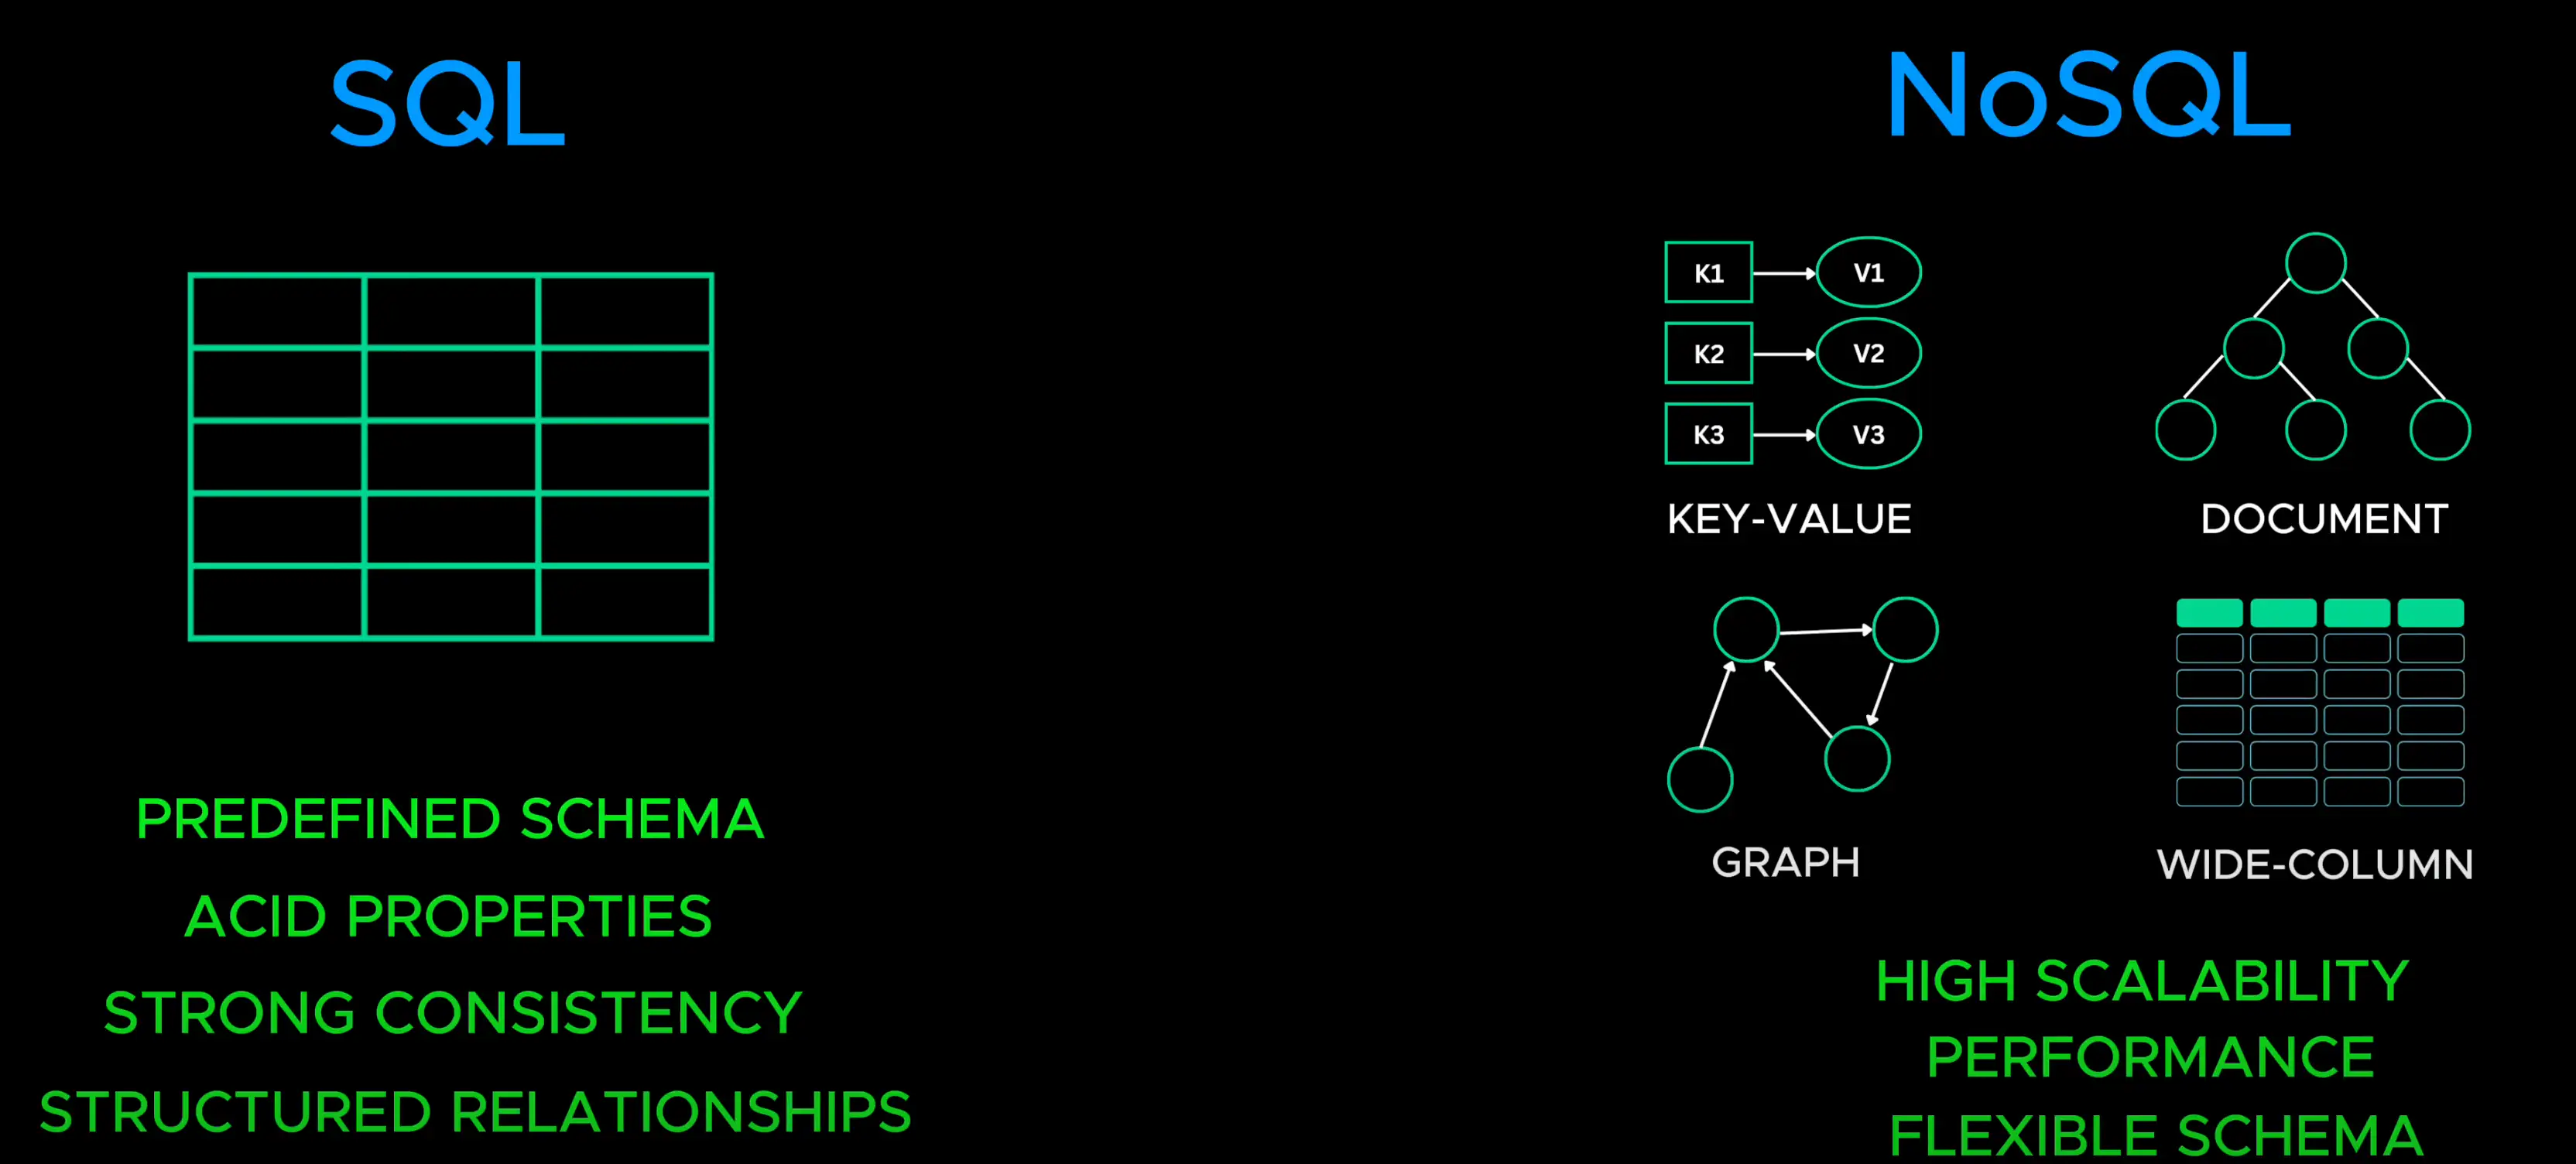 SQL
PREDEFINED SCHEMA
ACID PROPERTIES
STRONG CONSISTENCY
STRUCTURED RELATIONSHIPS
NoSQL
K1 V1
K2 V2
K3 V3
KEY-VALUE
DOCUMENT
GRAPH
WIDE-COLUMN
HIGH SCALABILITY
PERFORMANCE
FLEXIBLE SCHEMA